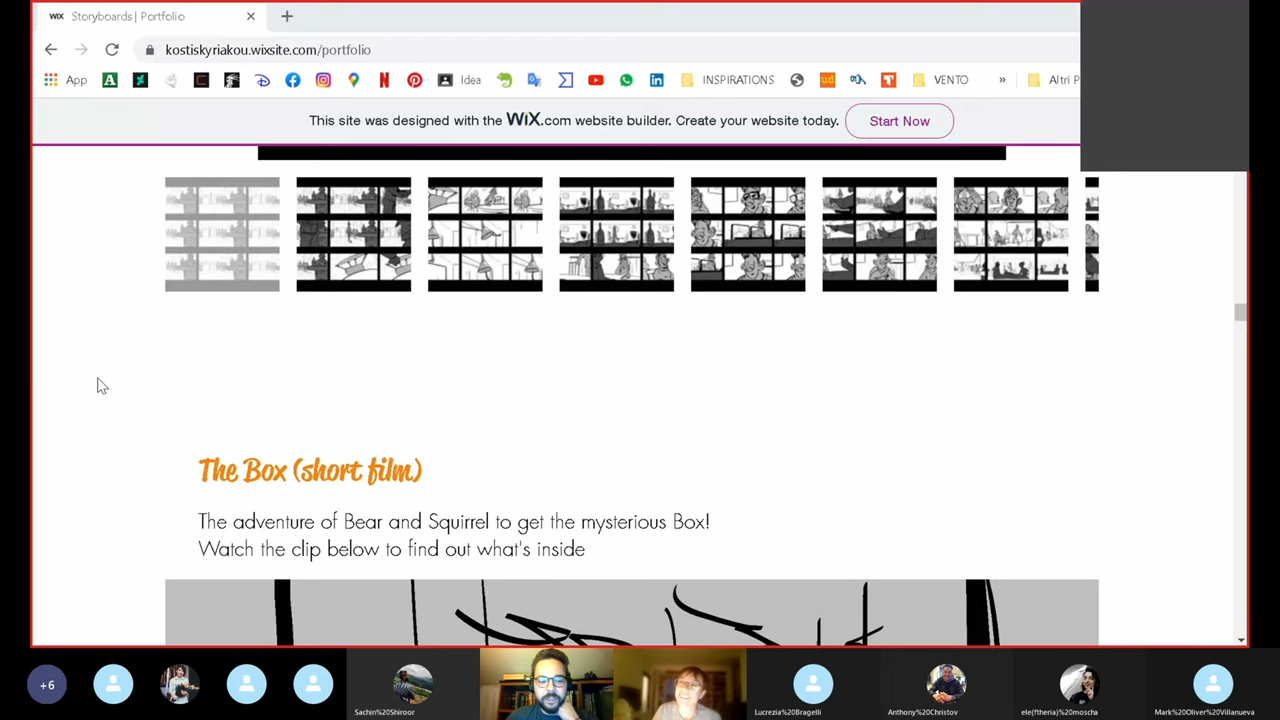 WiX Storyboards | Portfolio
kostiskyriakou.wixsite.com/portfolio
App Idea INSPIRATIONS ud VENTO » Altri P
This site was designed with the WiX.com website builder. Create your website today. Start Now
The Box (short film)
The adventure of Bear and Squirrel to get the mysterious Box!
Watch the clip below to find out what's inside
+6
Sachin%20Shiroor
Lucrezia%20Bragelli
Anthony%20Christov
ele(ftheria)%20moscha
Mark%20Oliver%20Villanueva